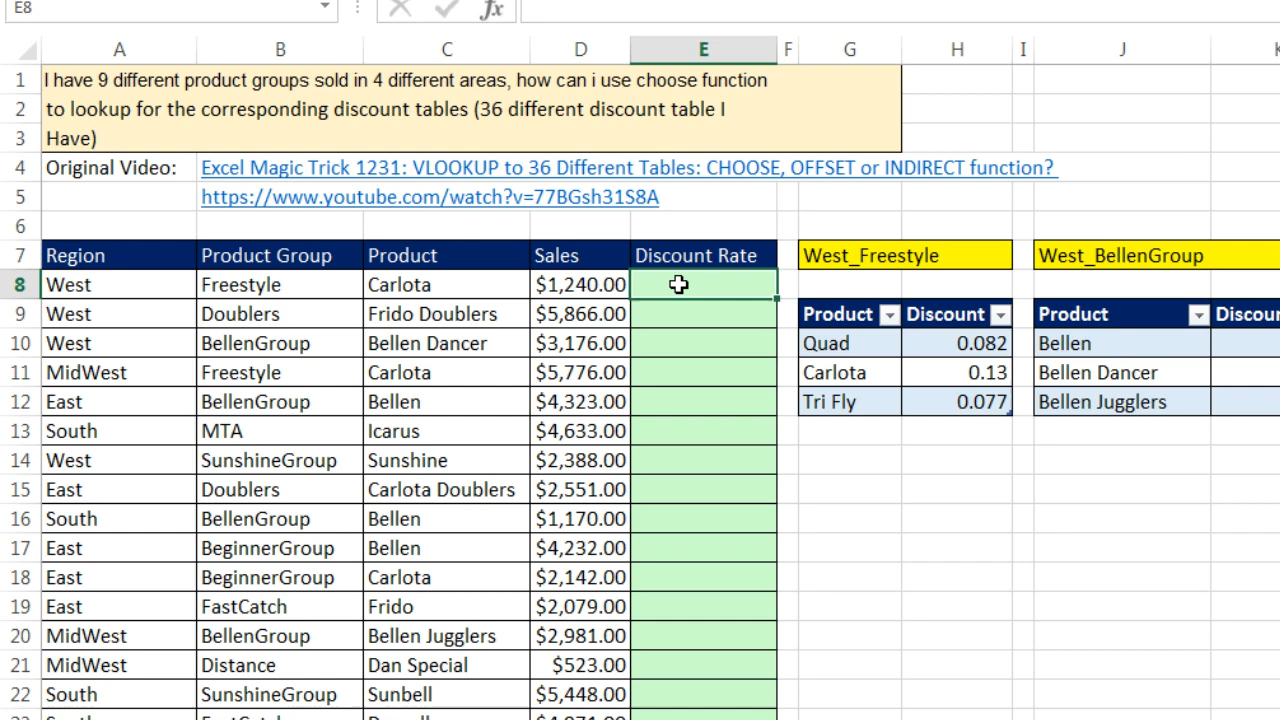 E8 fx
A B C D E F G H I J
1 I have 9 different product groups sold in 4 different areas, how can i use choose function
2 to lookup for the corresponding discount tables (36 different discount table I
3 Have)
4 Original Video: Excel Magic Trick 1231: VLOOKUP to 36 Different Tables: CHOOSE, OFFSET or INDIRECT function?
5 https://www.youtube.com/watch?v=77BGsh31S8A
6
7 Region Product Group Product Sales Discount Rate West_Freestyle West_BellenGroup
8 West Freestyle Carlota $1,240.00
9 West Doublers Frido Doublers $5,866.00 Product Discount Product
10 West BellenGroup Bellen Dancer $3,176.00 Quad 0.082 Bellen
11 MidWest Freestyle Carlota $5,776.00 Carlota 0.13 Bellen Dancer
12 East BellenGroup Bellen $4,323.00 Tri Fly 0.077 Bellen Jugglers
13 South MTA Icarus $4,633.00
14 West SunshineGroup Sunshine $2,388.00
15 East Doublers Carlota Doublers $2,551.00
16 South BellenGroup Bellen $1,170.00
17 East BeginnerGroup Bellen $4,232.00
18 East BeginnerGroup Carlota $2,142.00
19 East FastCatch Frido $2,079.00
20 MidWest BellenGroup Bellen Jugglers $2,981.00
21 MidWest Distance Dan Special $523.00
22 South SunshineGroup Sunbell $5,448.00